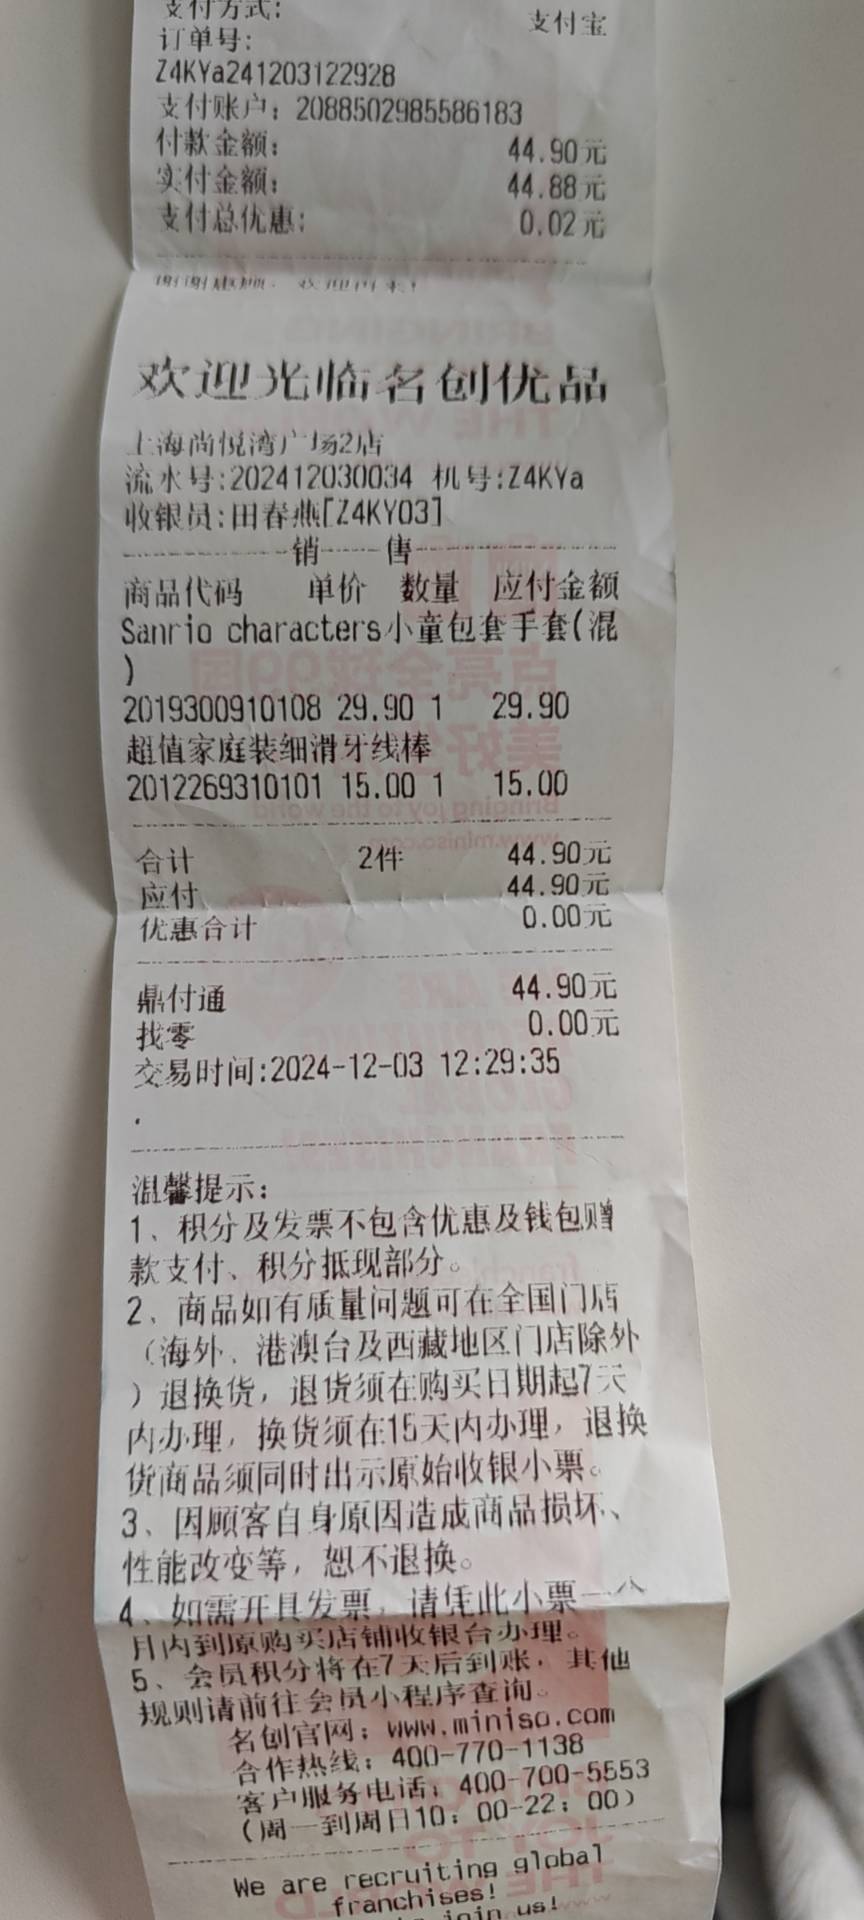 支付方式: 支付宝
订单号:
Z4KYa241203122928
支付账户: 2088502985586183
付款金额: 44.90元
实付金额: 44.88元
支付总优惠: 0.02元
谢谢惠顾, 欢迎再来!
欢迎光临名创优品
上海尚悦湾广场2店
流水号:202412030034 机号:Z4KYa
收银员:田春燕[Z4KY03]
销 售
商品代码 单价 数量 应付金额
Sanrio characters小童包套手套(混
)
2019300910108 29.90 1 29.90
超值家庭装细滑牙线棒
2012269310101 15.00 1 15.00
合计 2件 44.90元
应付 44.90元
优惠合计 0.00元
鼎付通 44.90元
找零 0.00元
交易时间:2024-12-03 12:29:35
.
温馨提示:
1、积分及发票不包含优惠及钱包赠
款支付、积分抵现部分。
2、商品如有质量问题可在全国门店
(海外、港澳台及西藏地区门店除外
)退换货, 退货须在购买日期起7天
内办理, 换货须在15天内办理, 退换
货商品须同时出示原始收银小票。
3、因顾客自身原因造成商品损坏、
性能改变等, 恕不退换。
4、如需开具发票, 请凭此小票一个
月内到原购买店铺收银台办理。
5、会员积分将在7天后到账, 其他
规则请前往会员小程序查询。
名创官网: www.miniso.com
合作热线: 400-770-1138
客户服务电话: 400-700-5553
(周一到周日10: 00-22: 00)
We are recruiting global
franchises!
join us!